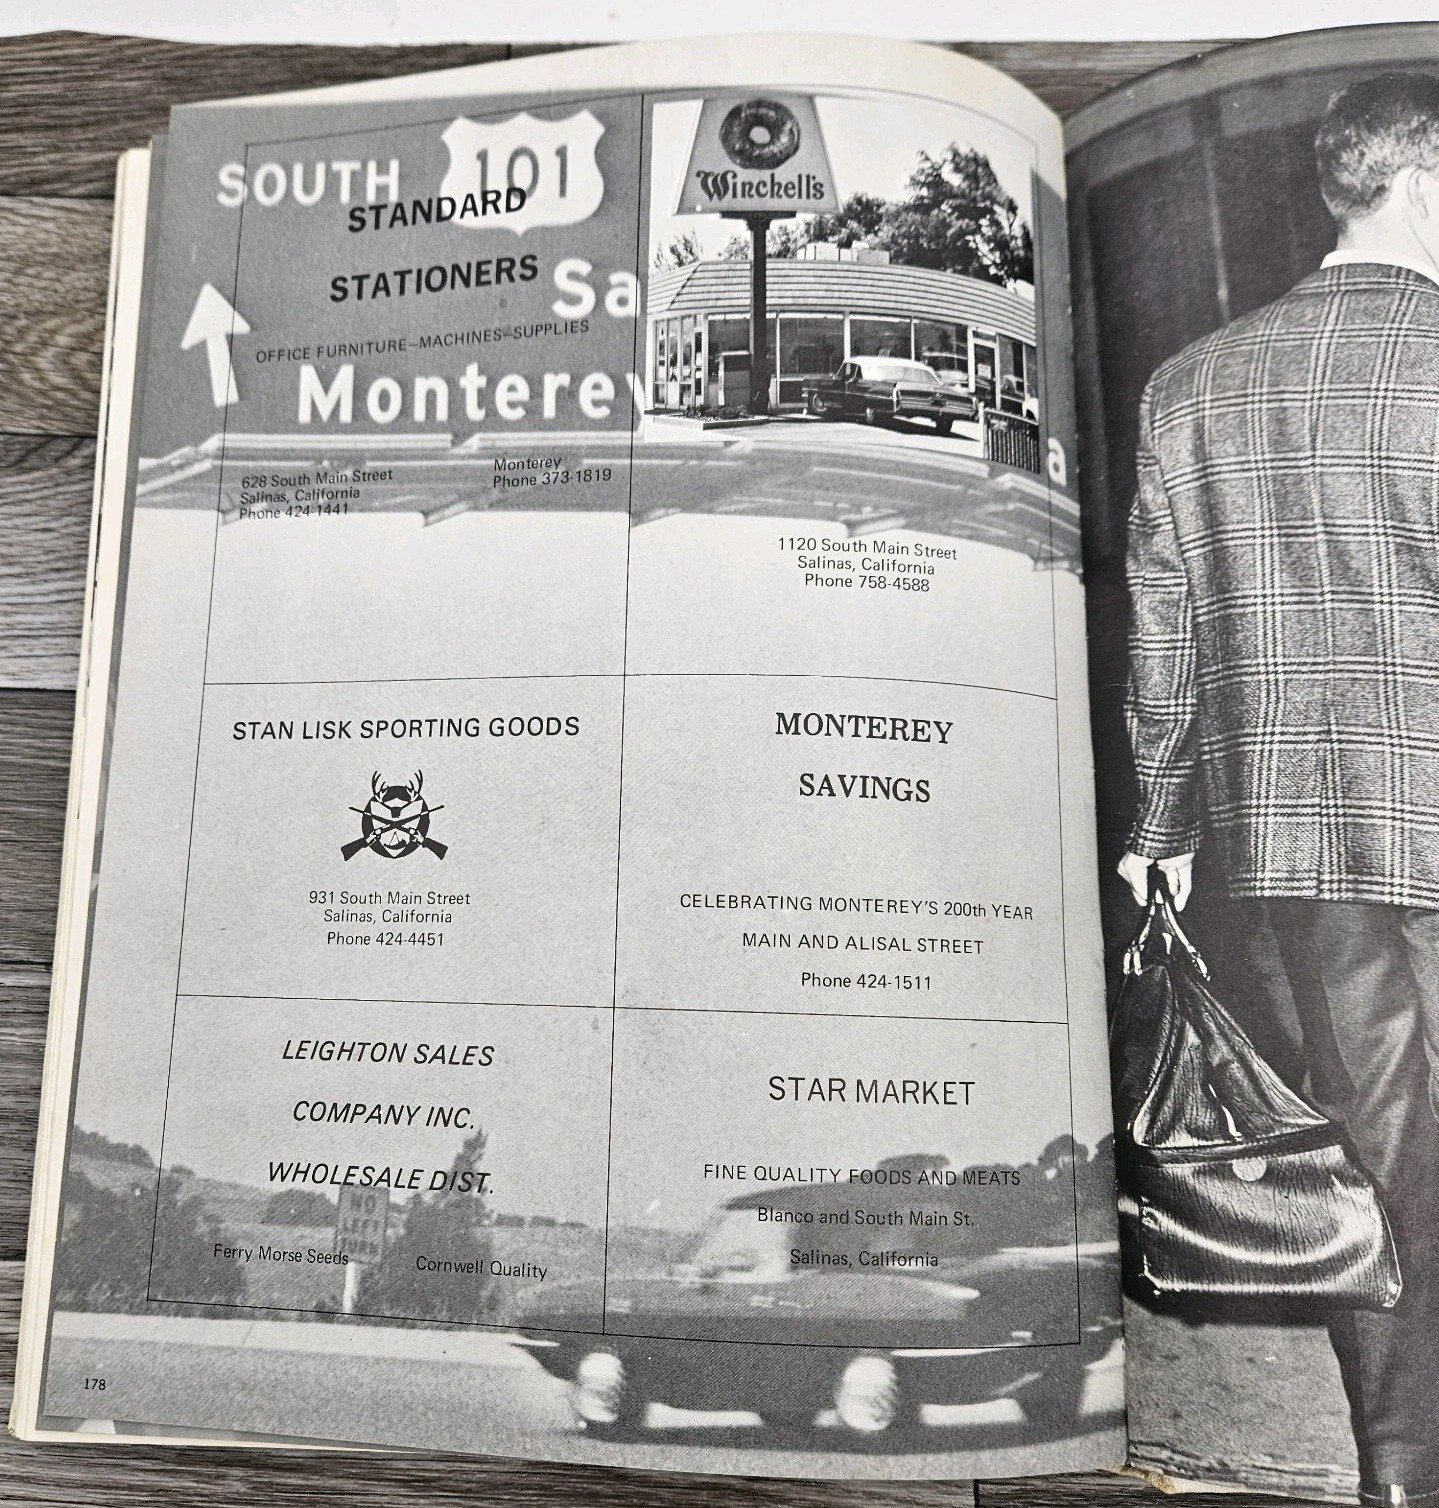 SOUTH 101
STANDARD
STATIONERS
Sa
OFFICE FURNITURE—MACHINES—SUPPLIES
Monterey
628 South Main Street
Salinas, California
Phone 424-1441
Monterey
Phone 373-1819
Winchell's
a
1120 South Main Street
Salinas, California
Phone 758-4588
STAN LISK SPORTING GOODS
931 South Main Street
Salinas, California
Phone 424-4451
MONTEREY
SAVINGS
CELEBRATING MONTEREY'S 200th YEAR
MAIN AND ALISAL STREET
Phone 424-1511
LEIGHTON SALES
COMPANY INC.
WHOLESALE DIST.
Ferry Morse Seeds
Cornwell Quality
STAR MARKET
FINE QUALITY FOODS AND MEATS
Blanco and South Main St.
Salinas, California
178